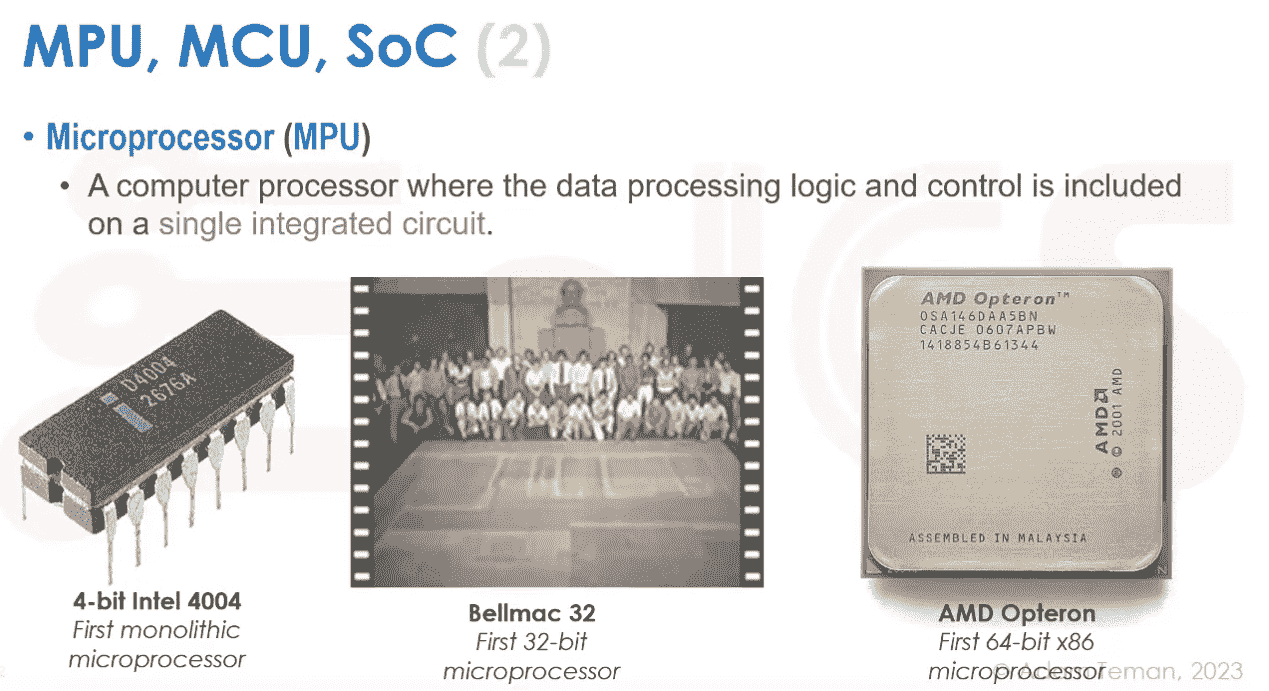 MPU, MCU, SoC (2)
• Microprocessor (MPU)
• A computer processor where the data processing logic and control is included
on a single integrated circuit.
D4004
2676A
AMD Opteron™
OSA146DAA5BN
CACJE 0607APBW
1418854B61344
AMD
© 2001 AMD
ASSEMBLED IN MALAYSIA
4-bit Intel 4004
First monolithic
microprocessor
Bellmac 32
First 32-bit
microprocessor
AMD Opteron
First 64-bit x86
microprocessor
Teman, 2023